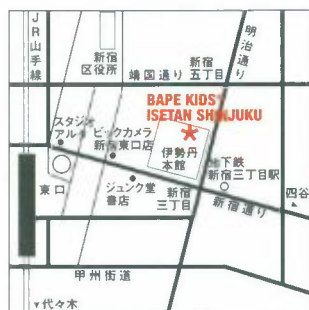 JR山手線
新宿
区役所
靖国通り
新宿
五丁目
明治通り
BAPE KIDS
ISETAN SHINJUKU
スタジオ
アルタ
ビックカメラ
新宿東口店
伊勢丹
本館
地下鉄
新宿三丁目駅
東口
ジュンク堂
書店
新宿
三丁目
新宿通り
四谷
甲州街道
代々木